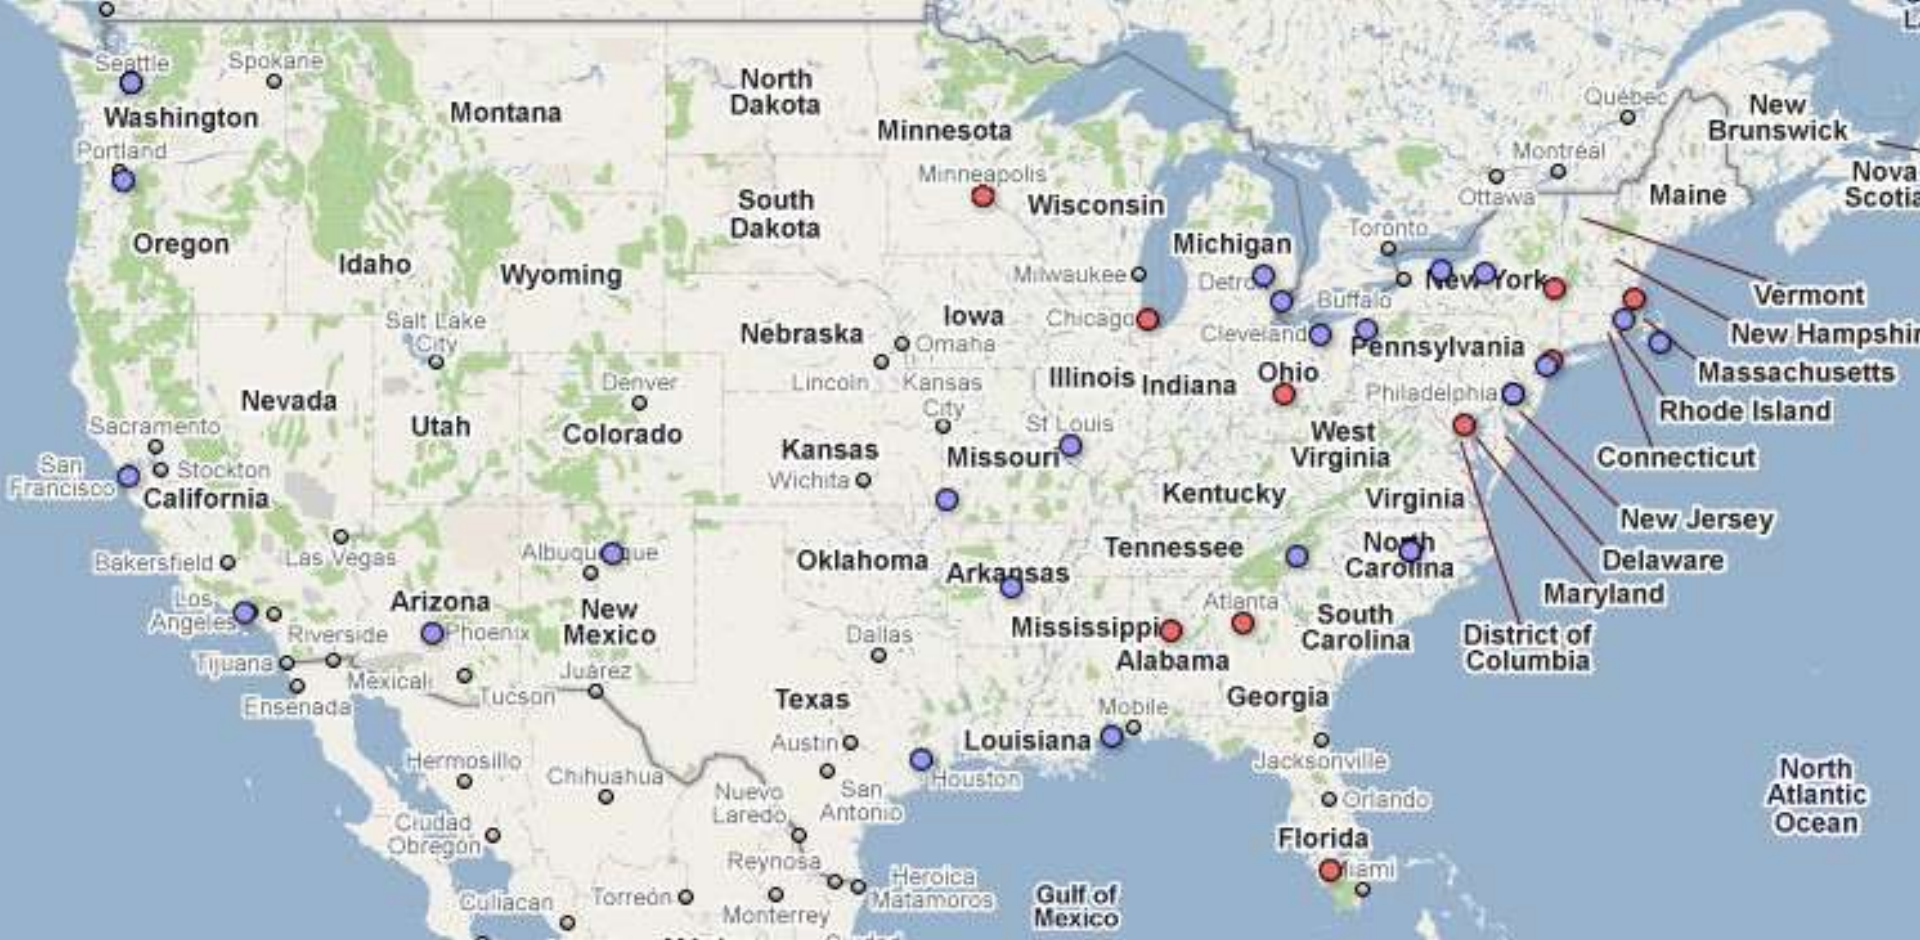 L
Seattle
Spokane
Washington
Portland
Montana
North
Dakota
Minnesota
Minneapolis
Québec
New
Brunswick
Montréal
Ottawa
Maine
Nova
Scotia
Oregon
Idaho
Wyoming
South
Dakota
Wisconsin
Michigan
Toronto
Milwaukee
Detro
Buffalo
New York
Vermont
New Hampshir
Salt Lake
City
Nebraska
Iowa
Omaha
Chicago
Cleveland
Pennsylvania
Massachusetts
Nevada
Utah
Denver
Colorado
Lincoln
Kansas
City
Illinois
Indiana
Ohio
Philadelphia
Rhode Island
Sacramento
Stockton
San
Francisco
California
Kansas
Wichita
Missouri
St Louis
West
Virginia
Kentucky
Virginia
Connecticut
New Jersey
Bakersfield
Las Vegas
Albuqu
que
Oklahoma
Arkansas
Tennessee
North
Carolina
Delaware
Maryland
Los
Angeles
Riverside
Arizona
Phoenix
New
Mexico
Dallas
Mississippi
Atlanta
Alabama
South
Carolina
District of
Columbia
Tijuana
Mexicali
Ensenada
Tucson
Juárez
Texas
Georgia
Mobile
Austin
Louisiana
Houston
Jacksonville
Hermosillo
Chihuahua
Nuevo
Laredo
San
Antonio
Orlando
North
Atlantic
Ocean
Ciudad
Obregón
Florida
Miami
Reynosa
Heroica
Matamoros
Culiacan
Torreón
Monterrey
Gulf of
Mexico